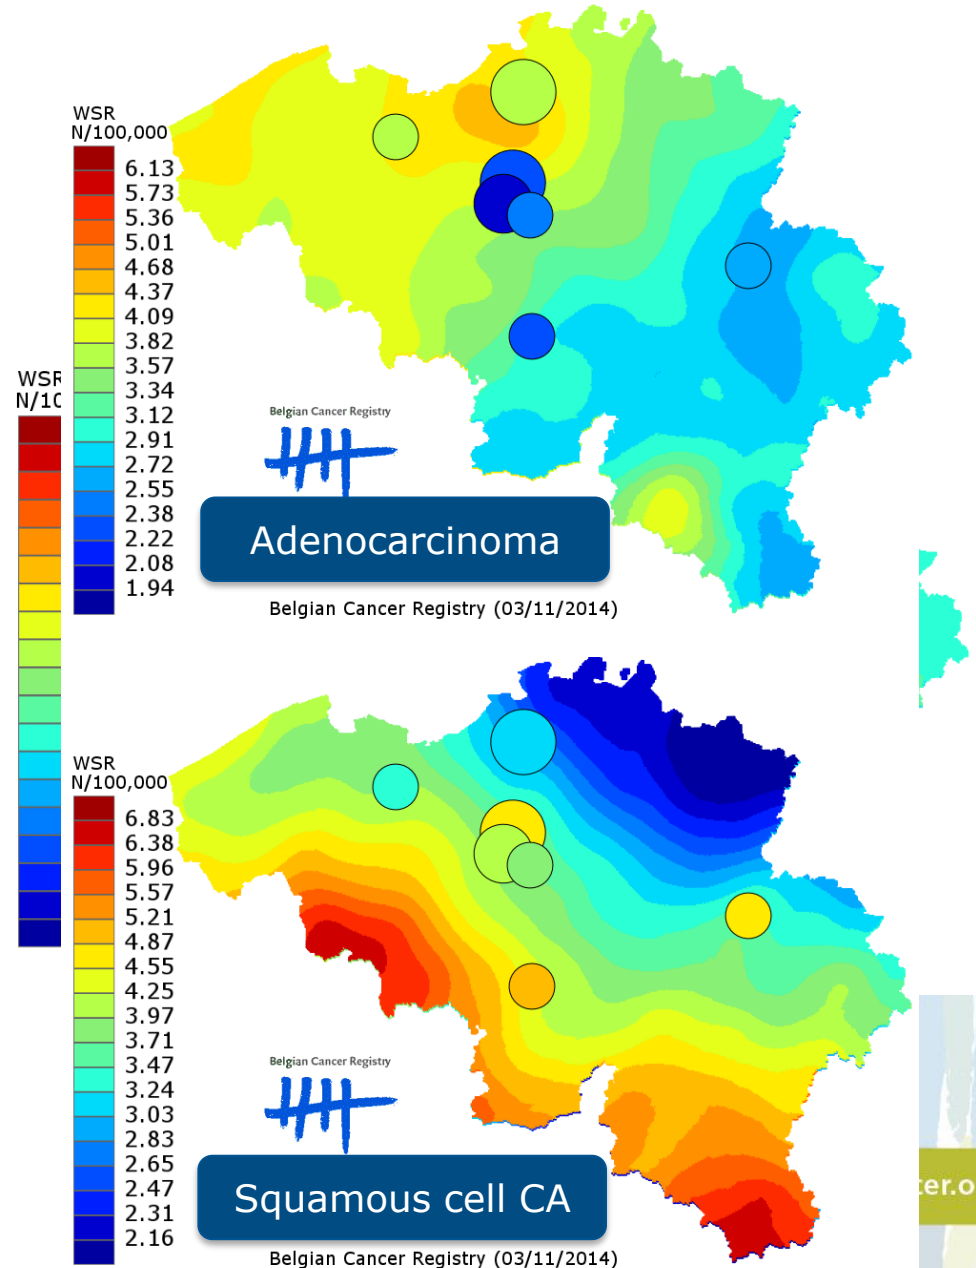 WSR
N/100,000
6.13
5.73
5.36
5.01
4.68
4.37
4.09
3.82
3.57
3.34
3.12
2.91
2.72
2.55
2.38
2.22
2.08
1.94
WSR
N/10
Belgian Cancer Registry
Adenocarcinoma
Belgian Cancer Registry (03/11/2014)
WSR
N/100,000
6.83
6.38
5.96
5.57
5.21
4.87
4.55
4.25
3.97
3.71
3.47
3.24
3.03
2.83
2.65
2.47
2.31
2.16
Belgian Cancer Registry
Squamous cell CA
cer.o
Belgian Cancer Registry (03/11/2014)